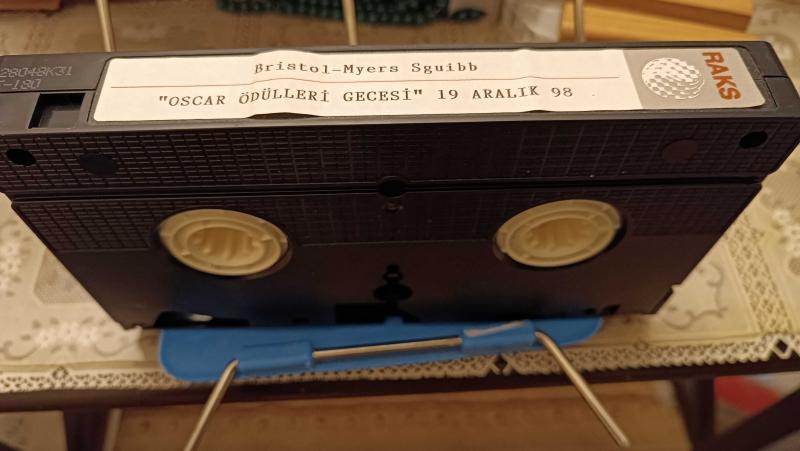 Bristol-Myers Sguibb
"OSCAR ÖDÜLLERİ GECESİ" 19 ARALIK 98
RAKS
28048K31
-180